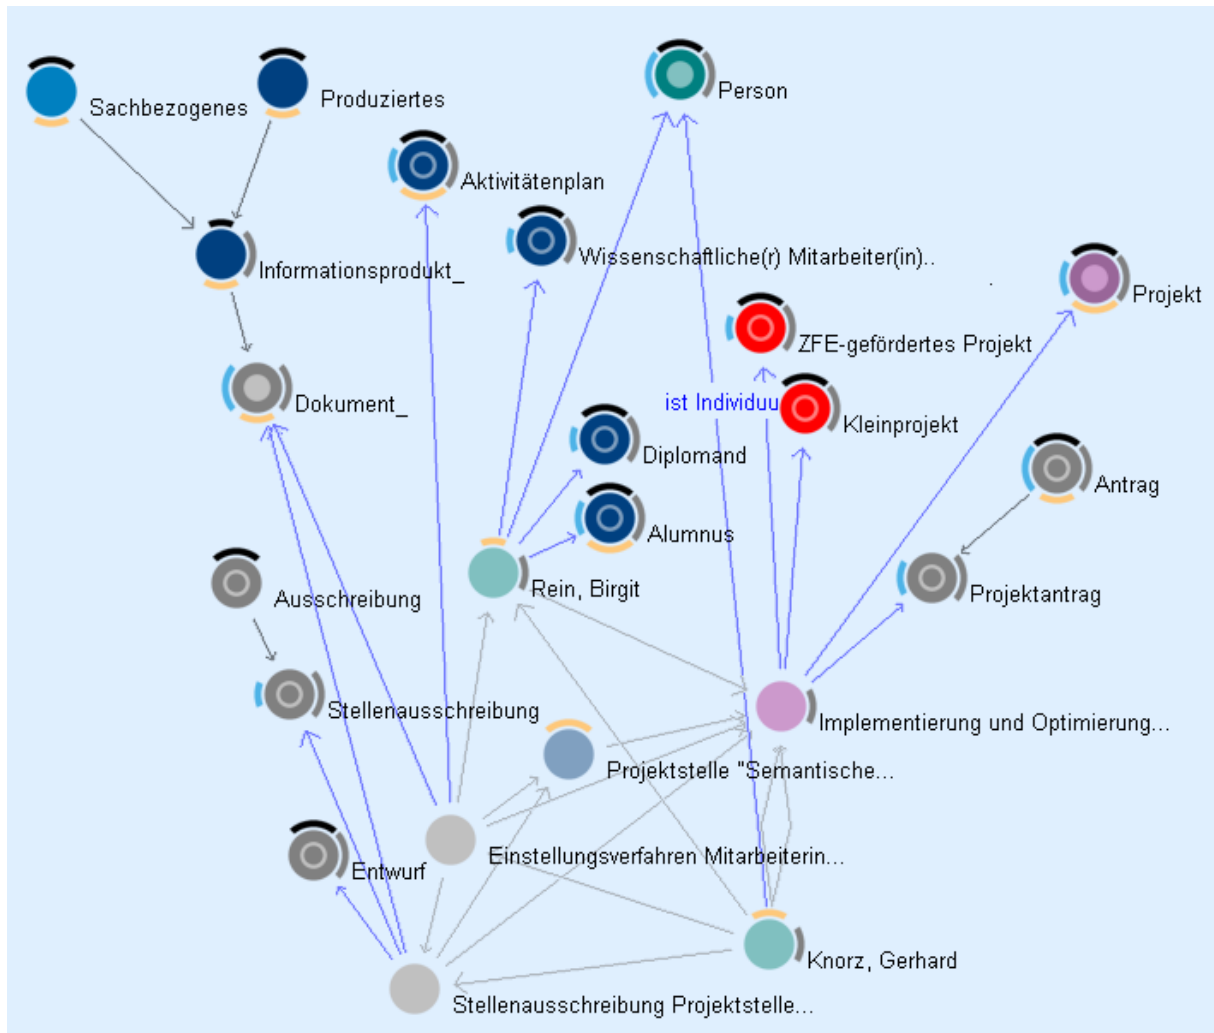 Person
Sachbezogenes
Produziertes
Aktivitätenplan
Wissenschaftliche(r) Mitarbeiter(in)..
Informationsprodukt_
Projekt
ZFE-gefördertes Projekt
ist Individuu
Dokument_
Kleinprojekt
Diplomand
Antrag
Alumnus
Rein, Birgit
Projektantrag
Ausschreibung
Stellenausschreibung
Implementierung und Optimierung...
Projektstelle "Semantische...
Einstellungsverfahren Mitarbeiterin...
Entwurf
Knorz, Gerhard
Stellenausschreibung Projektstelle...